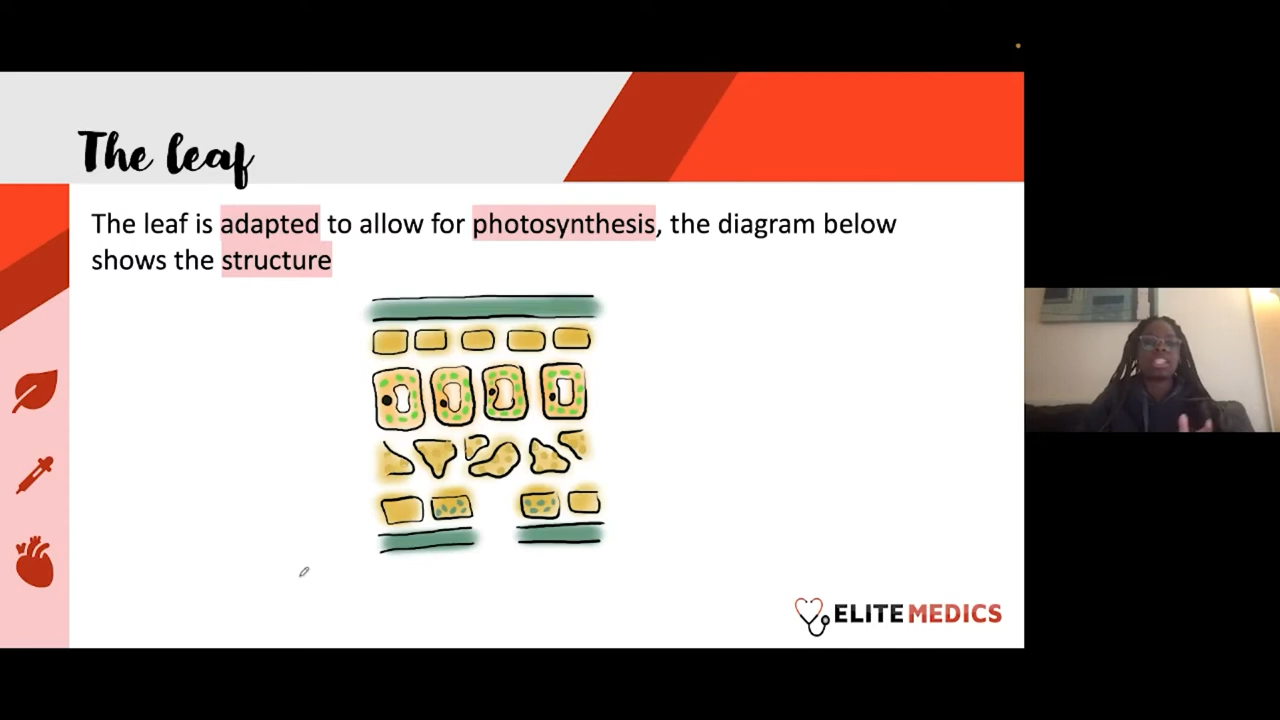 The leaf
The leaf is adapted to allow for photosynthesis, the diagram below
shows the structure
ELITE MEDICS